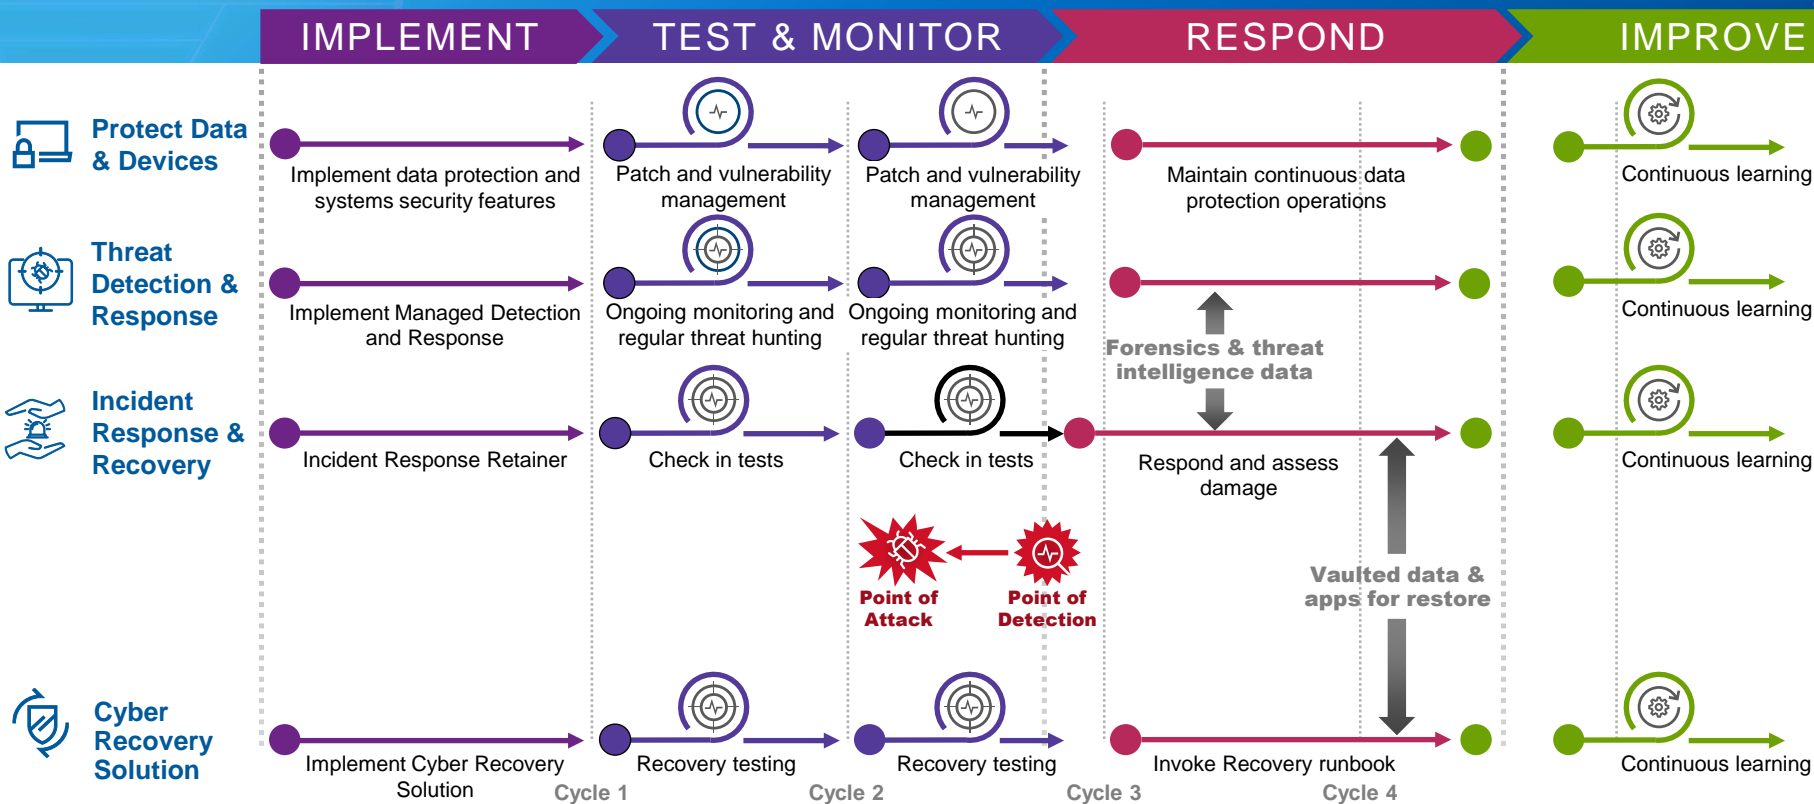 IMPLEMENT
TEST & MONITOR
RESPOND
IMPROVE
Protect Data
& Devices
Implement data protection and
systems security features
Patch and vulnerability
management
Patch and vulnerability
management
Maintain continuous data
protection operations
Continuous learning
Threat
Detection &
Response
Implement Managed Detection
and Response
Ongoing monitoring and
regular threat hunting
Ongoing monitoring and
regular threat hunting
Forensics & threat
intelligence data
Continuous learning
Incident
Response &
Recovery
Incident Response Retainer
Check in tests
Check in tests
Respond and assess
damage
Continuous learning
Point of
Attack
Point of
Detection
Vaulted data &
apps for restore
Cyber
Recovery
Solution
Implement Cyber Recovery
Solution
Recovery testing
Recovery testing
Invoke Recovery runbook
Continuous learning
Cycle 1
Cycle 2
Cycle 3
Cycle 4